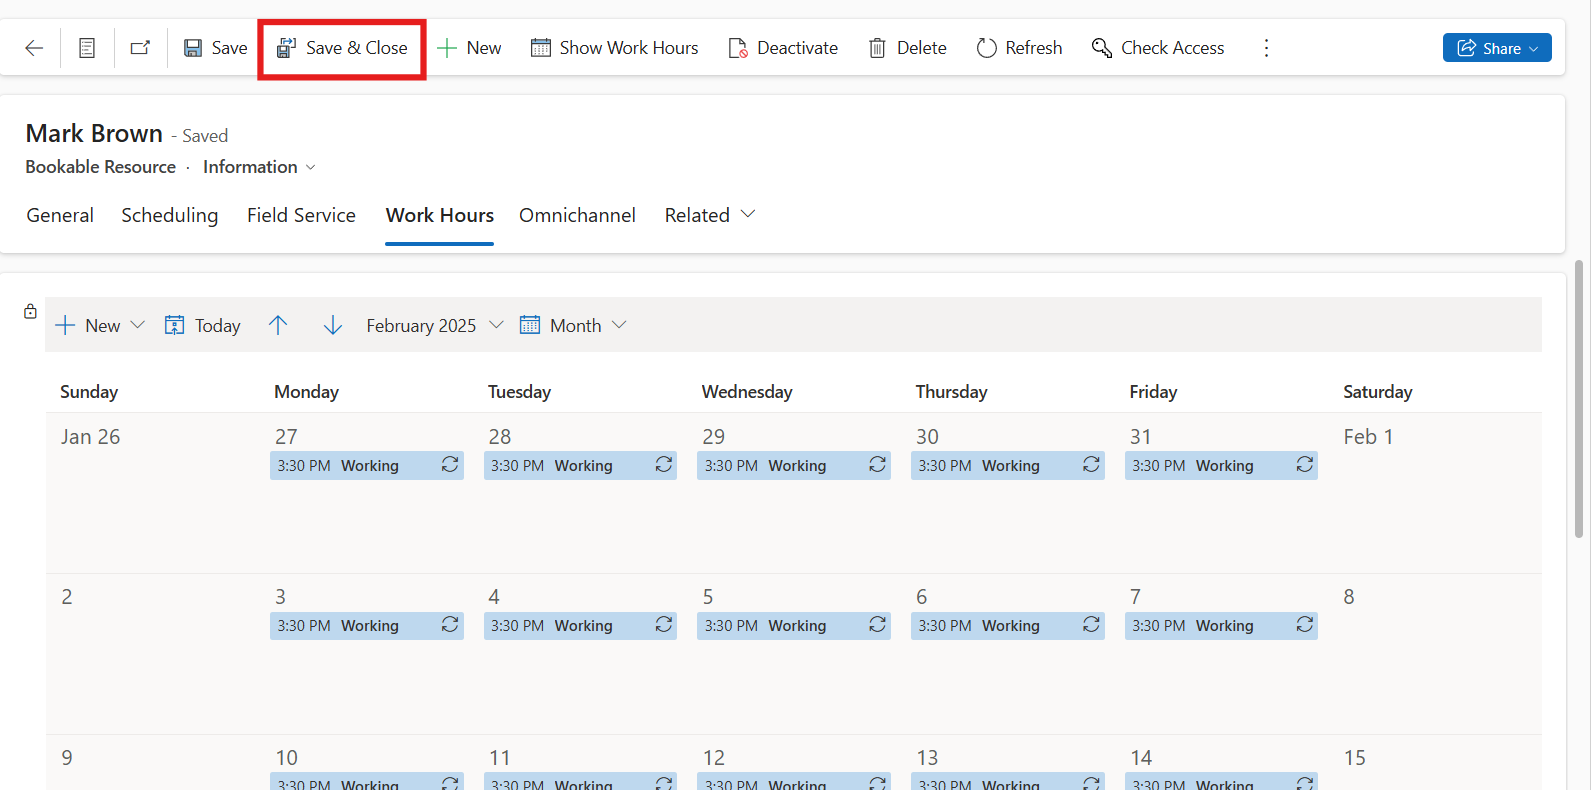 Save Save & Close New Show Work Hours Deactivate Delete Refresh Check Access Share
Mark Brown - Saved
Bookable Resource · Information
General Scheduling Field Service Work Hours Omnichannel Related
New Today February 2025 Month
Sunday Monday Tuesday Wednesday Thursday Friday Saturday
Jan 26 27 28 29 30 31 Feb 1
3:30 PM Working 3:30 PM Working 3:30 PM Working 3:30 PM Working 3:30 PM Working
2 3 4 5 6 7 8
3:30 PM Working 3:30 PM Working 3:30 PM Working 3:30 PM Working 3:30 PM Working
9 10 11 12 13 14 15
3:30 PM Working 3:30 PM Working 3:30 PM Working 3:30 PM Working 3:30 PM Working